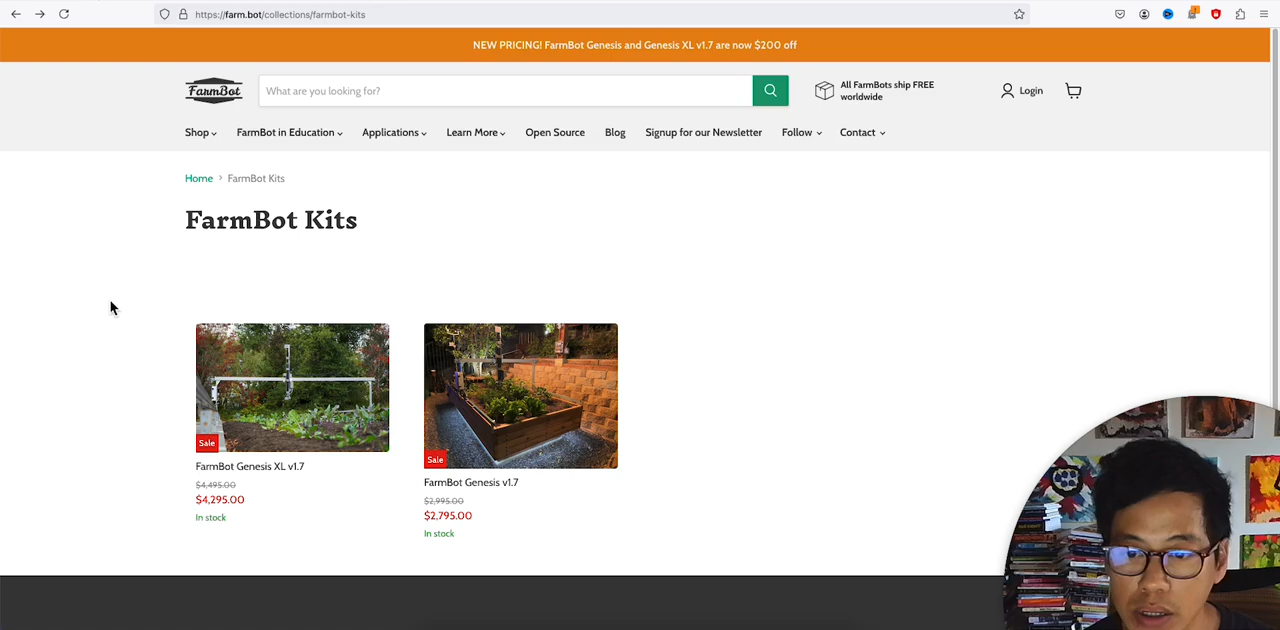 https://farm.bot/collections/farmbot-kits
NEW PRICING! FarmBot Genesis and Genesis XL v1.7 are now $200 off
FarmBot
What are you looking for?
All FarmBots ship FREE
worldwide
Login
Shop
FarmBot in Education
Applications
Learn More
Open Source
Blog
Signup for our Newsletter
Follow
Contact
Home > FarmBot Kits
FarmBot Kits
Sale
FarmBot Genesis XL v1.7
$4,495.00
$4,295.00
In stock
Sale
FarmBot Genesis v1.7
$2,995.00
$2,795.00
In stock